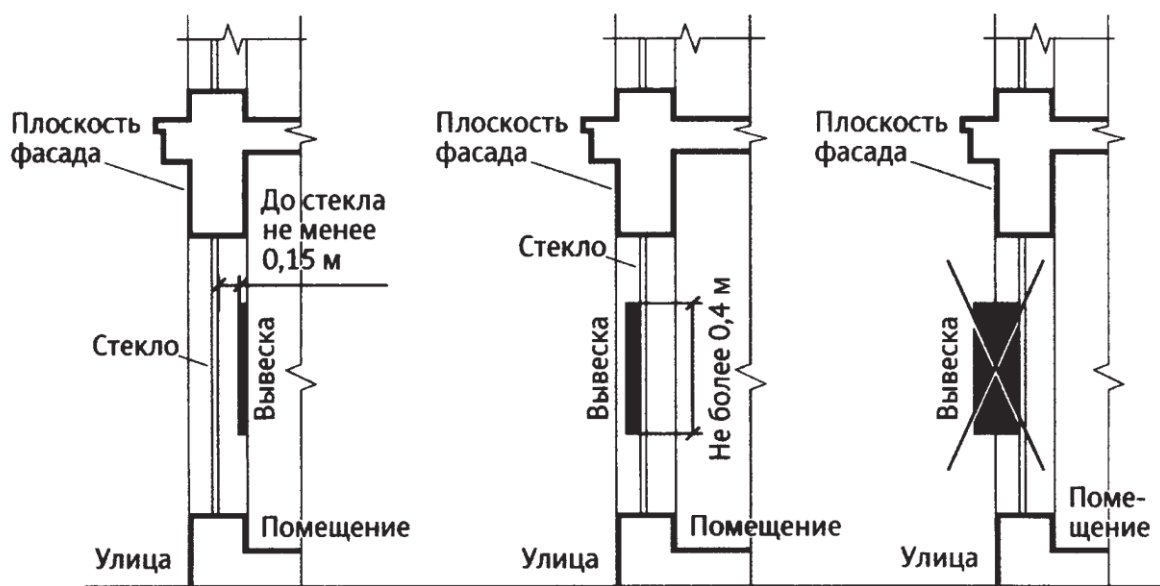 Плоскость
фасада
До стекла
не менее
0,15 м
Стекло
Вывеска
Помещение
Улица
Плоскость
фасада
Стекло
Вывеска
Не более 0,4 м
Помещение
Улица
Плоскость
фасада
Вывеска
Поме-
щение
Улица